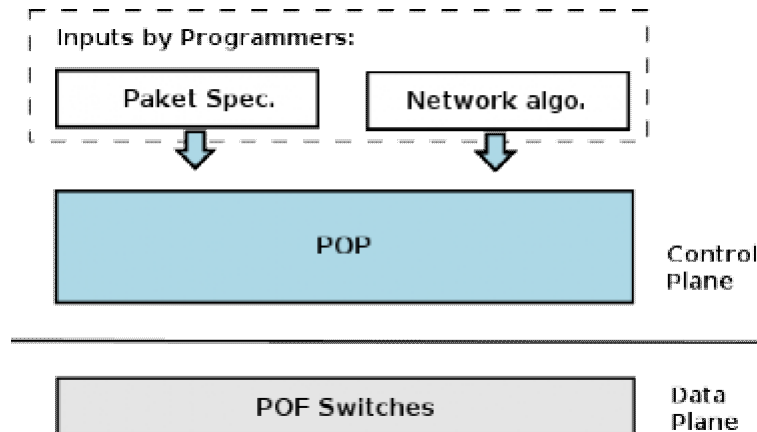 Inputs by Programmers:
Paket Spec.
Network algo.
POP
Control
Plane
POF Switches
Data
Plane